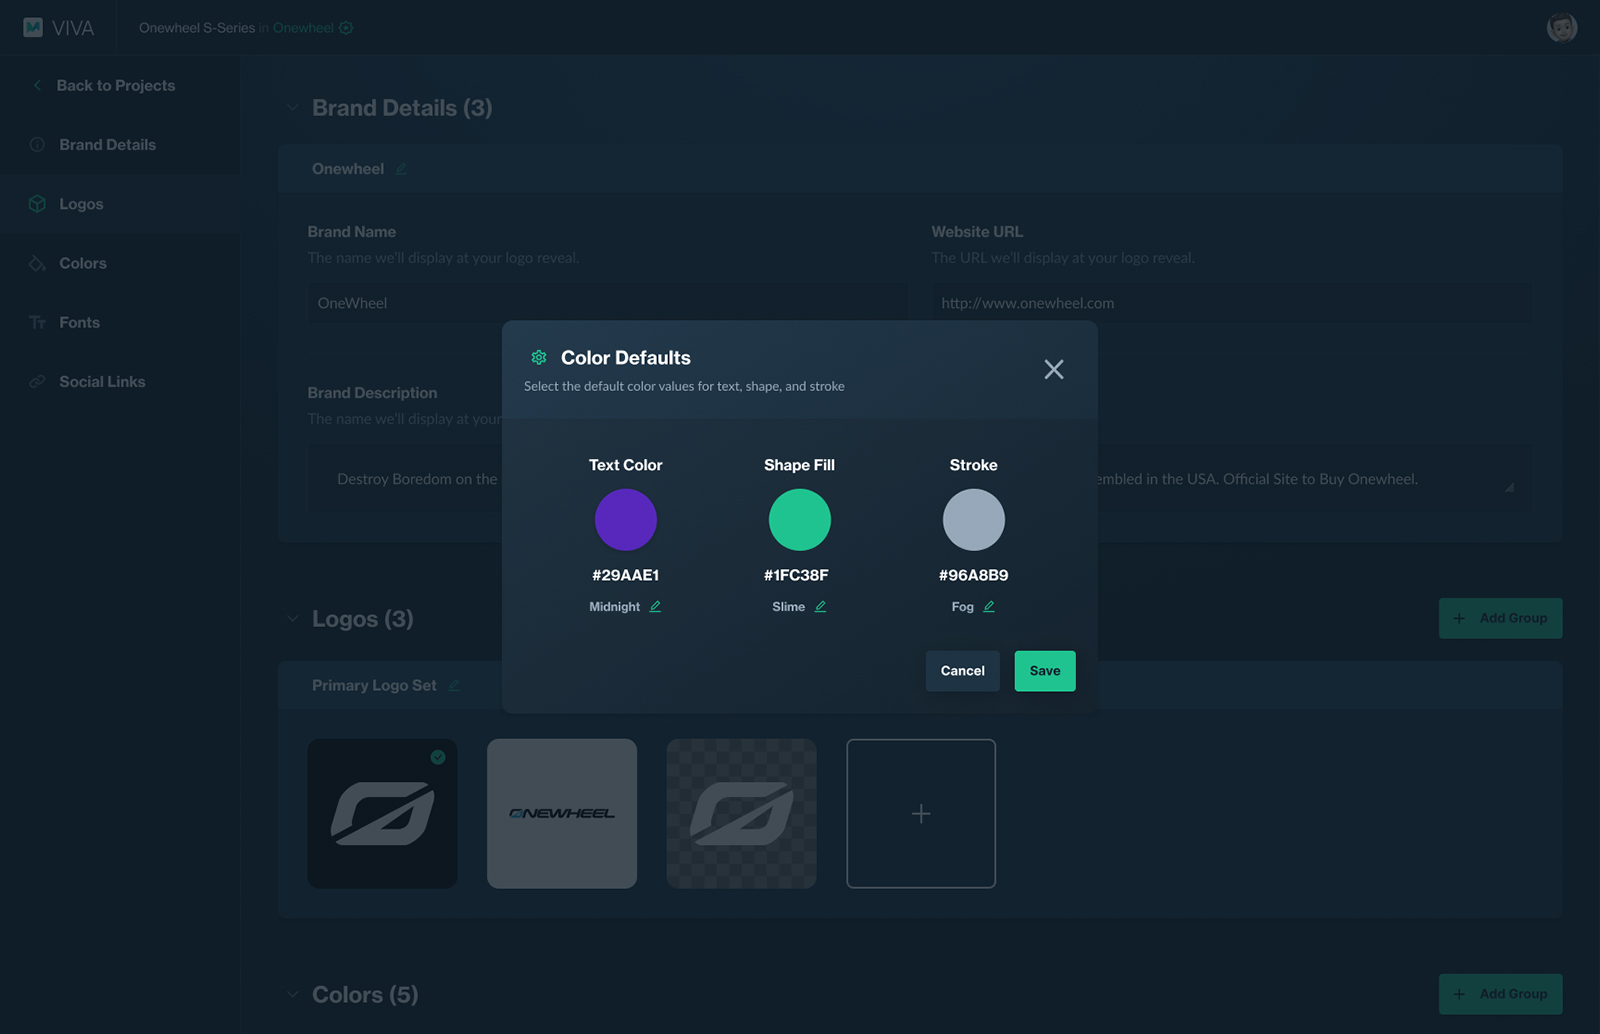 VIVA
Onewheel S-Series in Onewheel
Back to Projects
Brand Details
Logos
Colors
Fonts
Social Links
Brand Details (3)
Onewheel
Brand Name
The name we'll display at your logo reveal.
OneWheel
Website URL
The URL we'll display at your logo reveal.
http://www.onewheel.com
Brand Description
The name we'll display at your
Destroy Boredom on the
embled in the USA. Official Site to Buy Onewheel.
Color Defaults
Select the default color values for text, shape, and stroke
Text Color
Shape Fill
Stroke
#29AAE1
#1FC38F
#96A8B9
Midnight
Slime
Fog
Cancel
Save
Logos (3)
+ Add Group
Primary Logo Set
ONEWHEEL
Colors (5)
+ Add Group